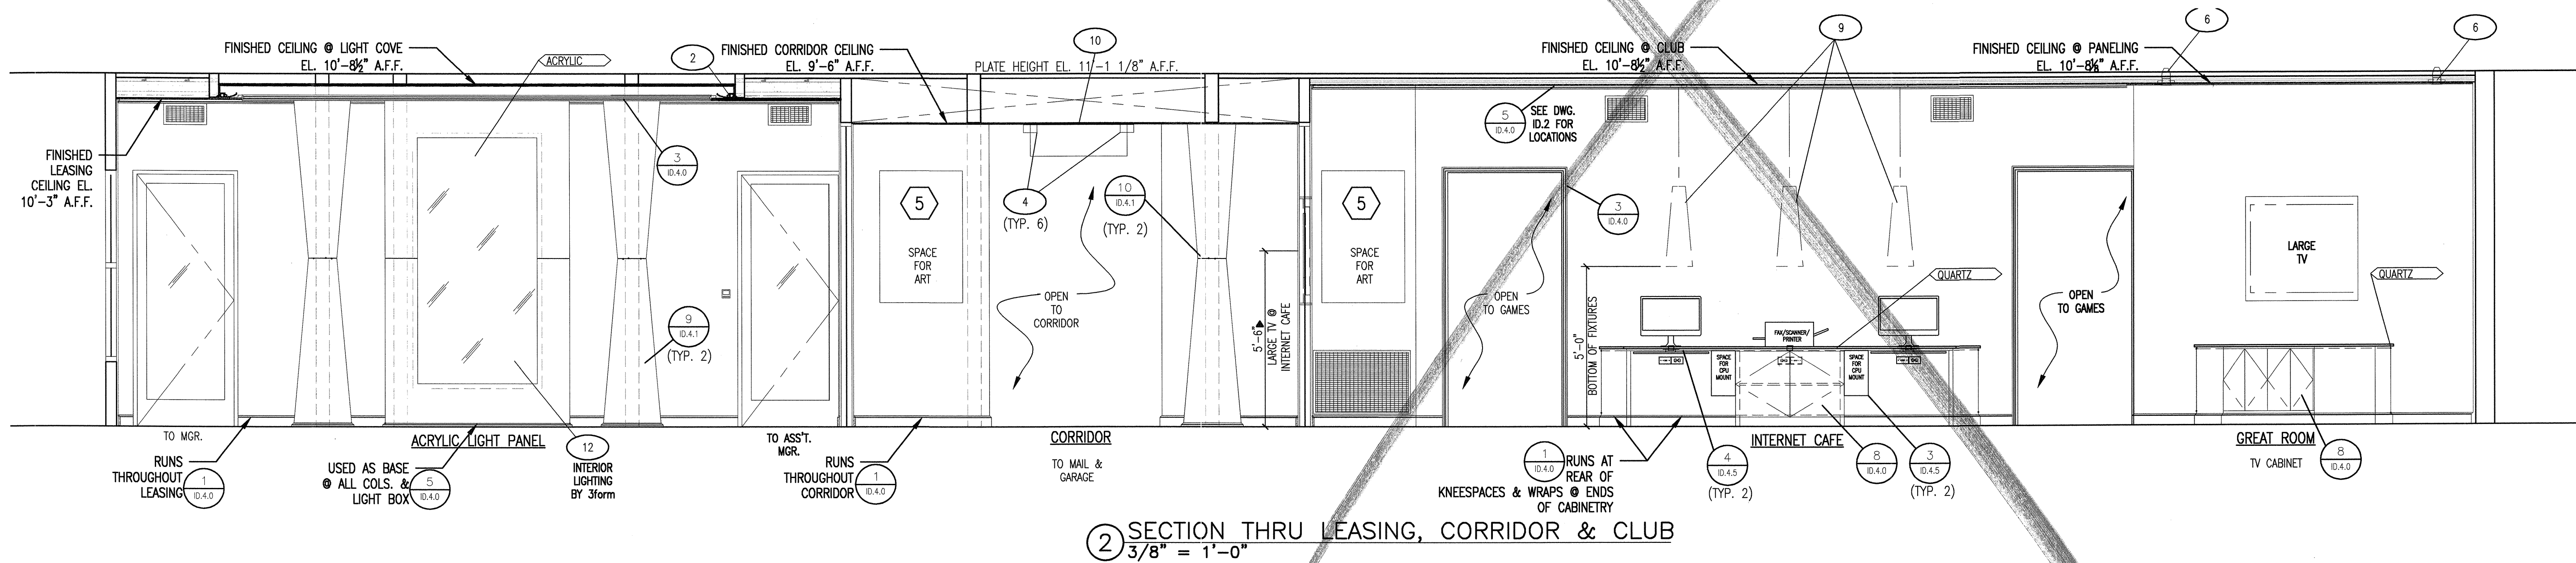 FINISHED CEILING @ LIGHT COVE
EL. 10'-8½" A.F.F.
ACRYLIC
2
FINISHED CORRIDOR CEILING
EL. 9'-6" A.F.F.
10
PLATE HEIGHT EL. 11'-1 1/8" A.F.F.
FINISHED CEILING @ CLUB
EL. 10'-8½" A.F.F.
9
FINISHED CEILING @ PANELING
EL. 10'-8⅛" A.F.F.
6
6
FINISHED
LEASING
CEILING EL.
10'-3" A.F.F.
3
ID.4.0
5
ID.4.0
SEE DWG.
ID.2 FOR
LOCATIONS
5
SPACE
FOR
ART
4
(TYP. 6)
10
ID.4.1
(TYP. 2)
OPEN
TO
CORRIDOR
5'-6"
LARGE TV @
INTERNET CAFE
5
SPACE
FOR
ART
3
ID.4.0
OPEN
TO GAMES
5'-0"
BOTTOM OF FIXTURES
QUARTZ
FAX/SCANNER/
PRINTER
SPACE
FOR
CPU
MOUNT
SPACE
FOR
CPU
MOUNT
OPEN
TO GAMES
LARGE
TV
QUARTZ
9
ID.4.1
(TYP. 2)
TO MGR.
ACRYLIC LIGHT PANEL
12
INTERIOR
LIGHTING
BY 3form
TO ASS'T.
MGR.
CORRIDOR
TO MAIL &
GARAGE
INTERNET CAFE
GREAT ROOM
TV CABINET
RUNS
THROUGHOUT
LEASING
1
ID.4.0
USED AS BASE
@ ALL COLS. &
LIGHT BOX
5
ID.4.0
RUNS
THROUGHOUT
CORRIDOR
1
ID.4.0
1
ID.4.0
RUNS AT
REAR OF
KNEESPACES & WRAPS @ ENDS
OF CABINETRY
4
ID.4.5
(TYP. 2)
8
ID.4.0
3
ID.4.5
(TYP. 2)
8
ID.4.0
2
SECTION THRU LEASING, CORRIDOR & CLUB
3/8" = 1'-0"